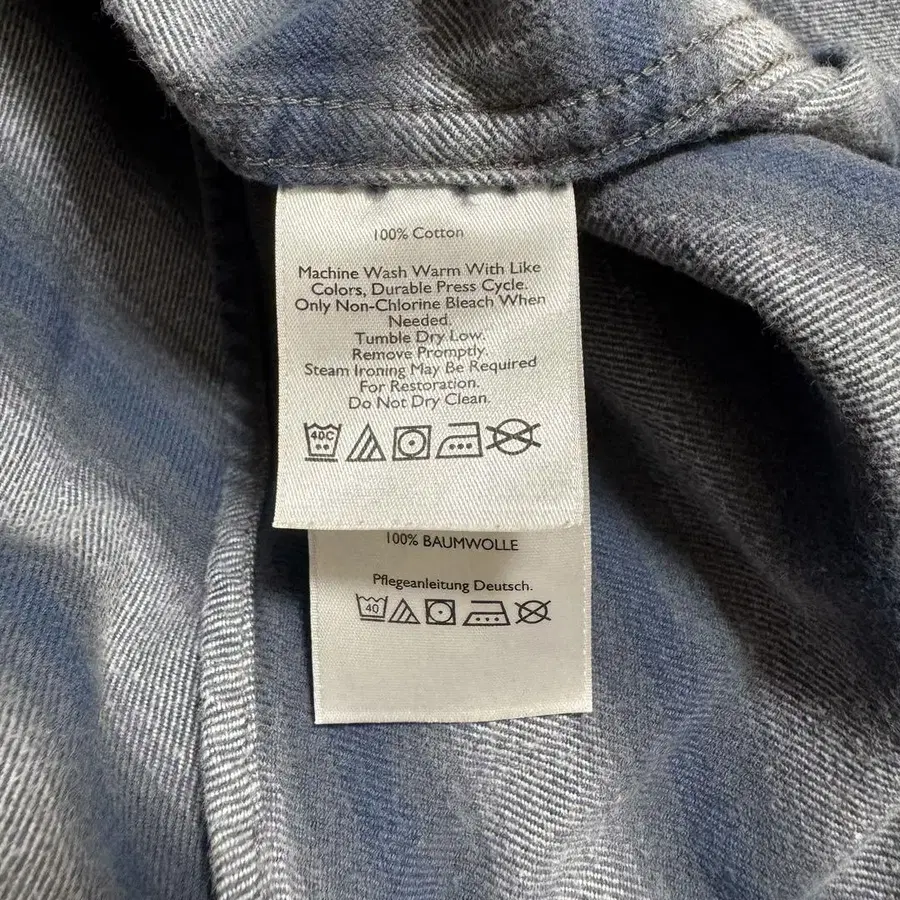 100% Cotton
Machine Wash Warm With Like
Colors, Durable Press Cycle.
Only Non-Chlorine Bleach When
Needed.
Tumble Dry Low.
Remove Promptly.
Steam Ironing May Be Required
For Restoration.
Do Not Dry Clean.
40C
100% BAUMWOLLE
Pflegeanleitung Deutsch.
40